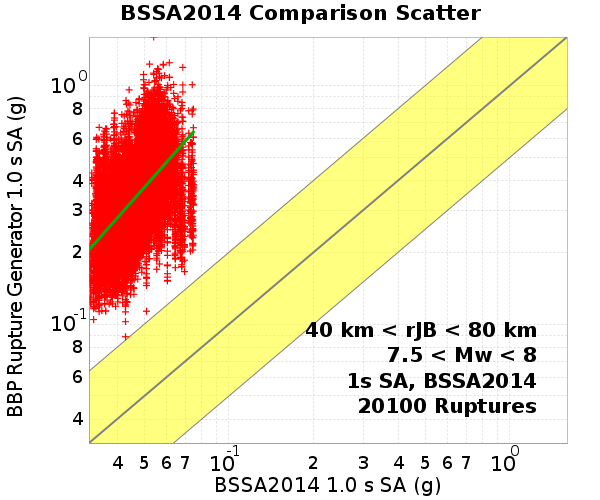 BSSA2014 Comparison Scatter
BBP Rupture Generator 1.0 s SA (g)
10^0
8
6
4
3
2
10^-1
8
6
4
40 km < rJB < 80 km
7.5 < Mw < 8
1s SA, BSSA2014
20100 Ruptures
4 5 6 7 10^-1 2 3 4 5 6 7 10^0
BSSA2014 1.0 s SA (g)